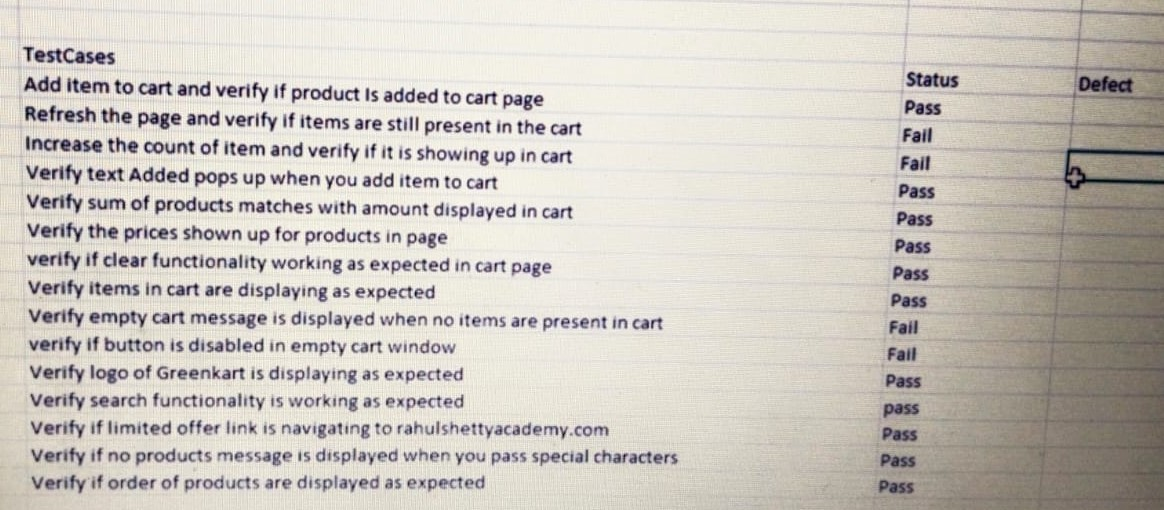 TestCases Status Defect
Add item to cart and verify if product Is added to cart page Pass
Refresh the page and verify if items are still present in the cart Fail
Increase the count of item and verify if it is showing up in cart Fail
Verify text Added pops up when you add item to cart Pass
Verify sum of products matches with amount displayed in cart Pass
Verify the prices shown up for products in page Pass
verify if clear functionality working as expected in cart page Pass
Verify items in cart are displaying as expected Pass
Verify empty cart message is displayed when no items are present in cart Fail
verify if button is disabled in empty cart window Fail
Verify logo of Greenkart is displaying as expected Pass
Verify search functionality is working as expected pass
Verify if limited offer link is navigating to rahulshettyacademy.com Pass
Verify if no products message is displayed when you pass special characters Pass
Verify if order of products are displayed as expected Pass